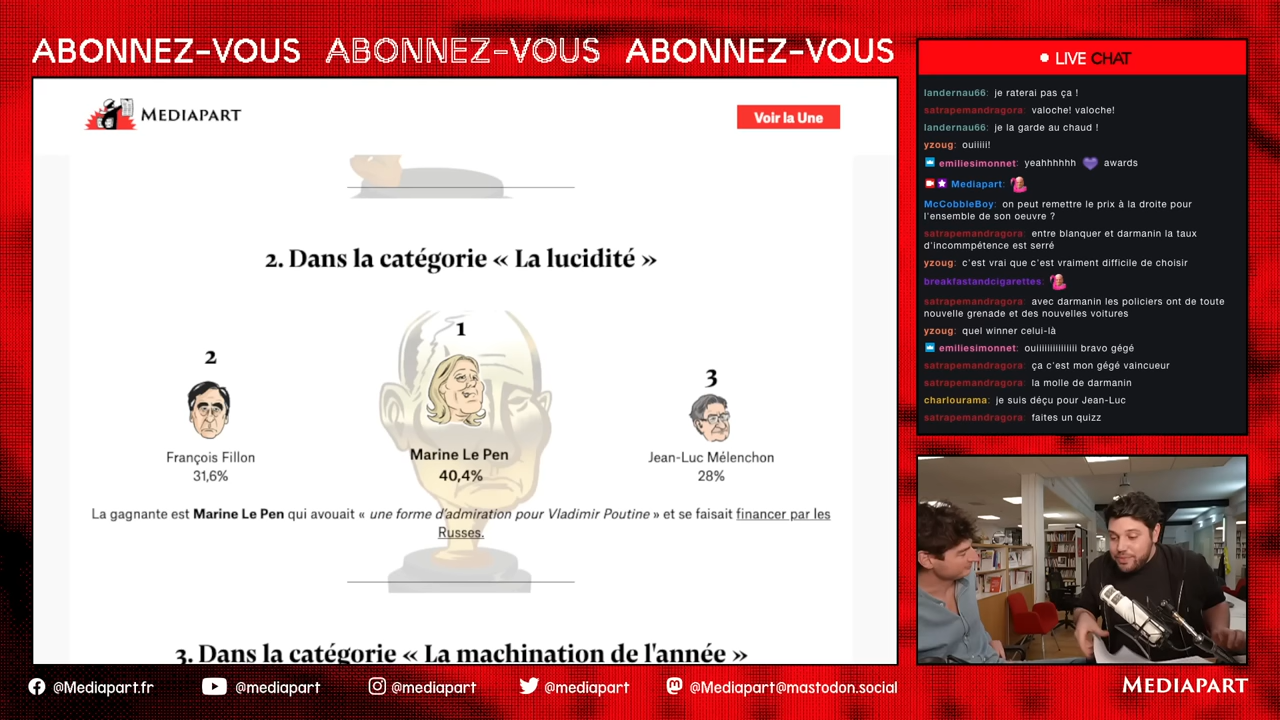 ABONNEZ-VOUS ABONNEZ-VOUS ABONNEZ-VOUS
MEDIAPART
Voir la Une
2. Dans la catégorie « La lucidité »
2
François Fillon
31,6%
1
Marine Le Pen
40,4%
3
Jean-Luc Mélenchon
28%
La gagnante est Marine Le Pen qui avouait « une forme d'admiration pour Vladimir Poutine » et se faisait financer par les
Russes.
3. Dans la catégorie « La machination de l'année »
LIVE CHAT
landernau66: je raterai pas ça !
satrapemandragora: valoche! valoche!
landernau66: je la garde au chaud !
yzoug: ouiiiii!
emiliesimonnet: yeahhhhhh 💜 awards
Mediapart:
McCobbleBoy: on peut remettre le prix à la droite pour
l'ensemble de son oeuvre ?
satrapemandragora: entre blanquer et darmanin la taux
d'incommpétence est serré
yzoug: c'est vrai que c'est vraiment difficile de choisir
breakfastandcigarettes:
satrapemandragora: avec darmanin les policiers ont de toute
nouvelle grenade et des nouvelles voitures
yzoug: quel winner celui-là
emiliesimonnet: ouiiiiiiiiiiiiiii bravo gégé
satrapemandragora: ça c'est mon gégé vaincueur
satrapemandragora: la molle de darmanin
charlourama: je suis déçu pour Jean-Luc
satrapemandragora: faites un quizz
@Mediapart.fr @mediapart @mediapart @mediapart @Mediapart@mastodon.social
MEDIAPART